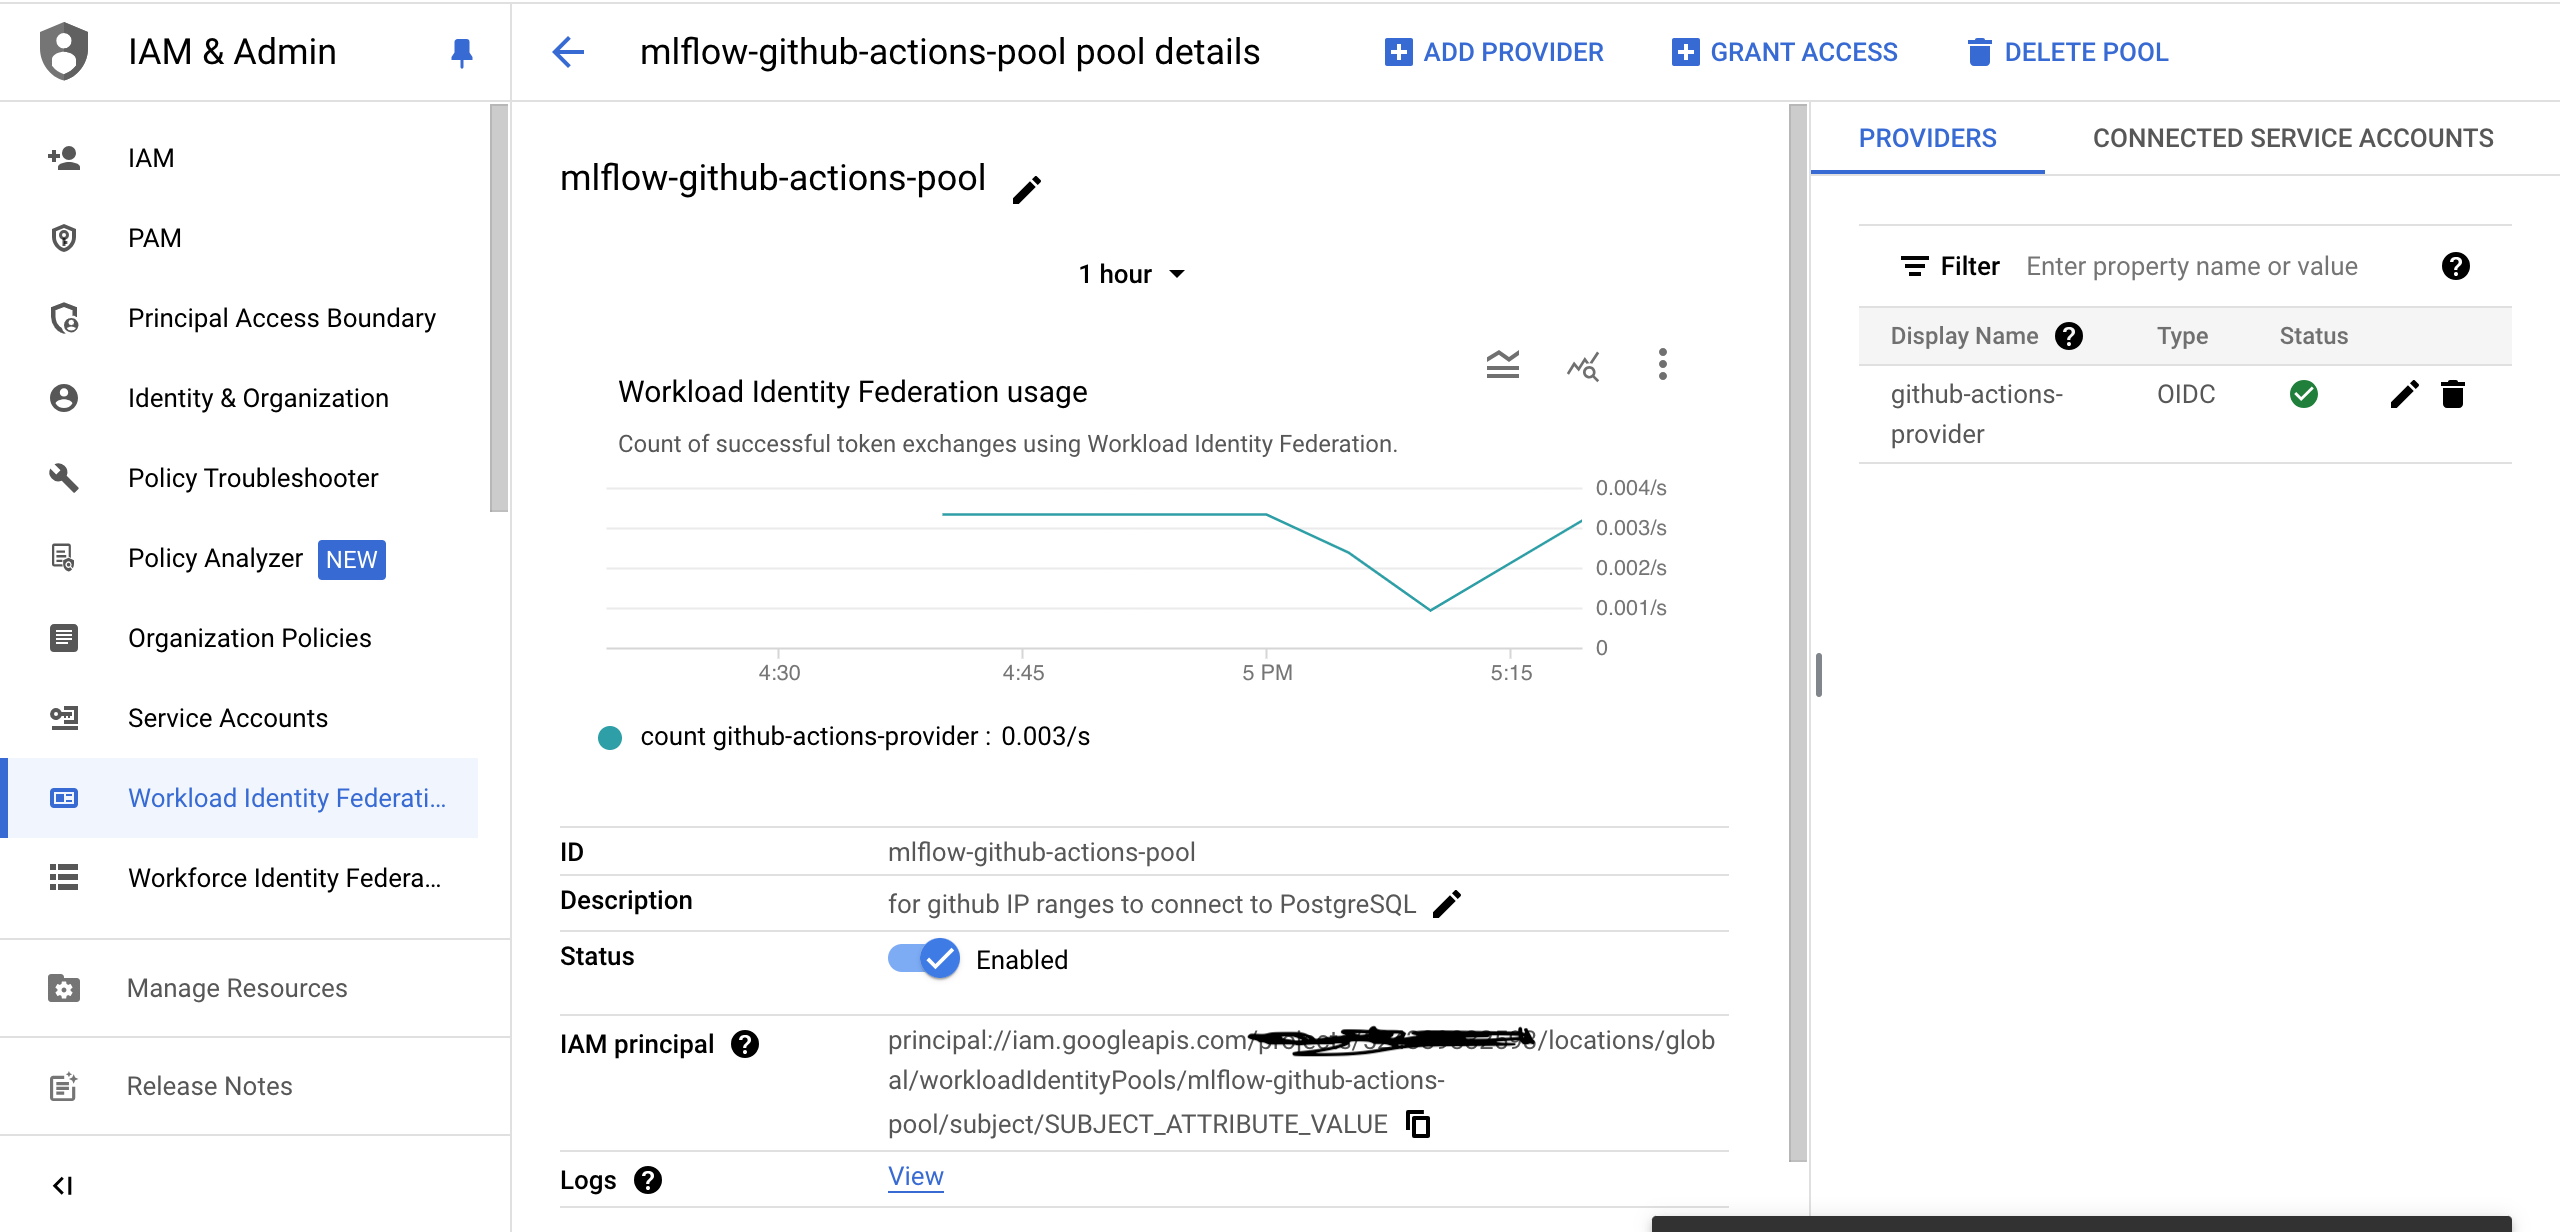 IAM & Admin
mlflow-github-actions-pool pool details
ADD PROVIDER
GRANT ACCESS
DELETE POOL
IAM
PAM
Principal Access Boundary
Identity & Organization
Policy Troubleshooter
Policy Analyzer NEW
Organization Policies
Service Accounts
Workload Identity Federati...
Workforce Identity Federa...
Manage Resources
Release Notes
mlflow-github-actions-pool
1 hour
Workload Identity Federation usage
Count of successful token exchanges using Workload Identity Federation.
0.004/s
0.003/s
0.002/s
0.001/s
0
4:30 4:45 5 PM 5:15
count github-actions-provider : 0.003/s
ID mlflow-github-actions-pool
Description for github IP ranges to connect to PostgreSQL
Status Enabled
IAM principal principal://iam.googleapis.com/ /locations/glob
al/workloadIdentityPools/mlflow-github-actions-
pool/subject/SUBJECT_ATTRIBUTE_VALUE
Logs View
PROVIDERS CONNECTED SERVICE ACCOUNTS
Filter Enter property name or value
Display Name Type Status
github-actions- OIDC
provider